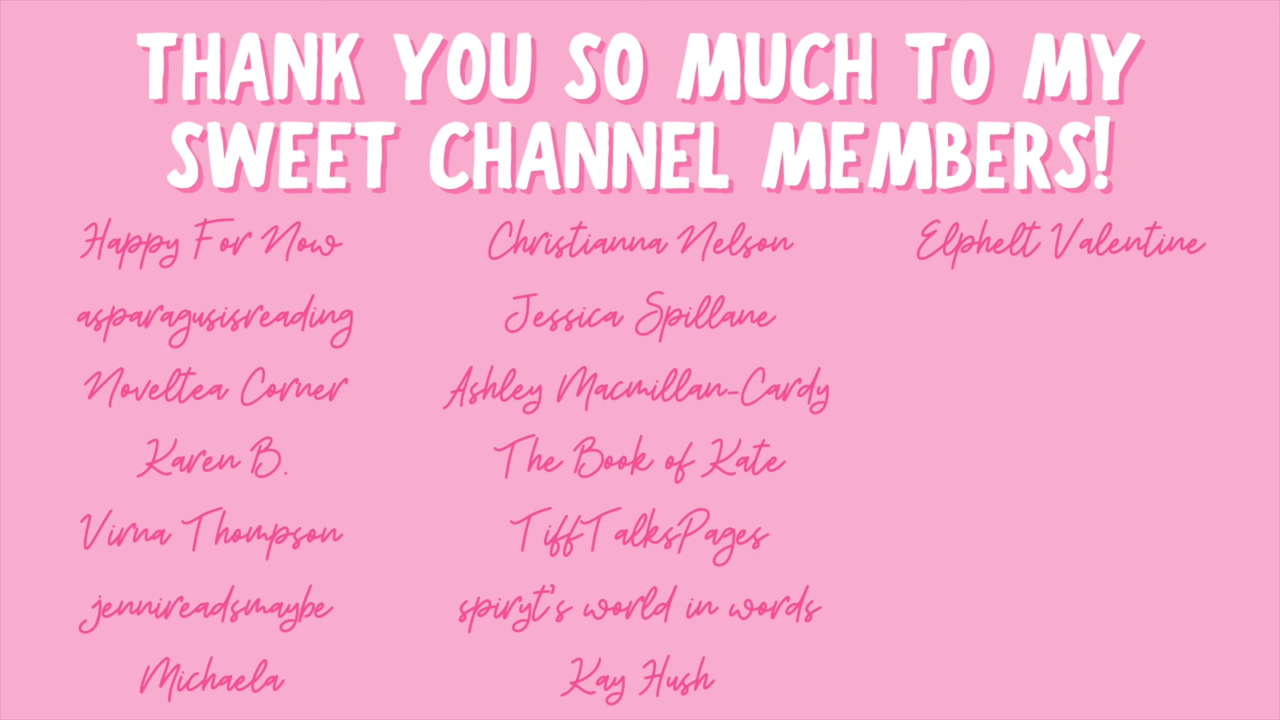 THANK YOU SO MUCH TO MY
SWEET CHANNEL MEMBERS!
Happy For Now
asparagusisreading
Noveltea Corner
Karen B.
Virna Thompson
jennireadsmaybe
Michaela
Christianna Nelson
Jessica Spillane
Ashley Macmillan-Cardy
The Book of Kate
TiffTalksPages
spiryt's world in words
Kay Hush
Elphelt Valentine